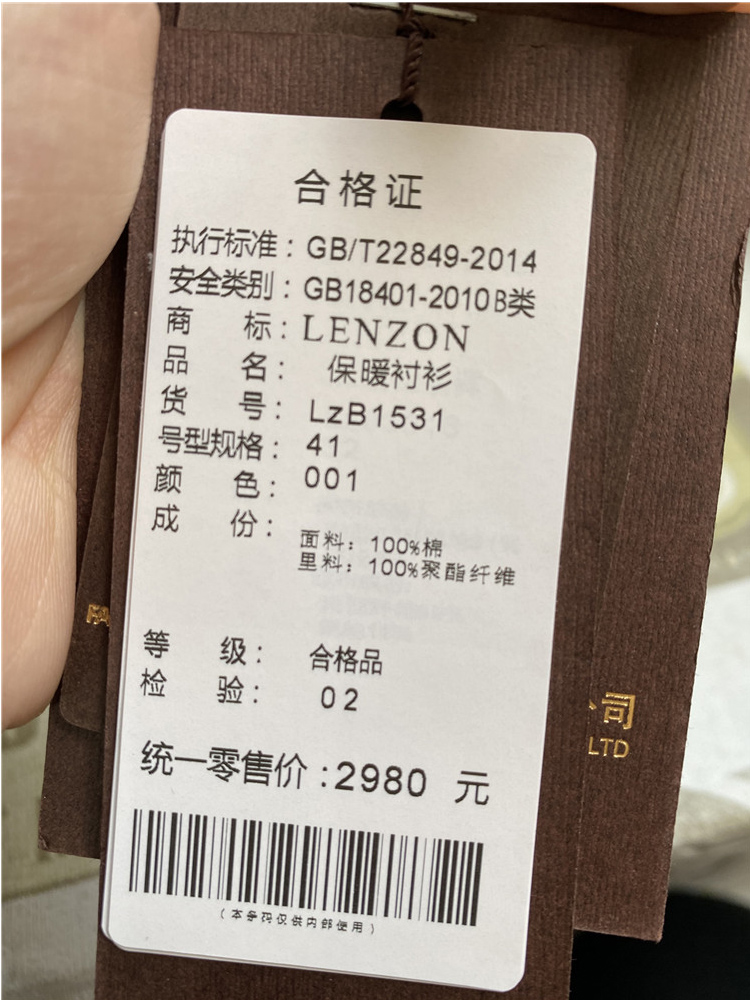 合格证
执行标准：GB/T22849-2014
安全类别：GB18401-2010B类
商 标：LENZON
品 名：保暖衬衫
货 号：LzB1531
号型规格：41
颜 色：001
成 份：
面料：100%棉
里料：100%聚酯纤维
等 级：合格品
检 验：02
统一零售价:2980 元
(本条码仅供内部使用)
公司
LTD